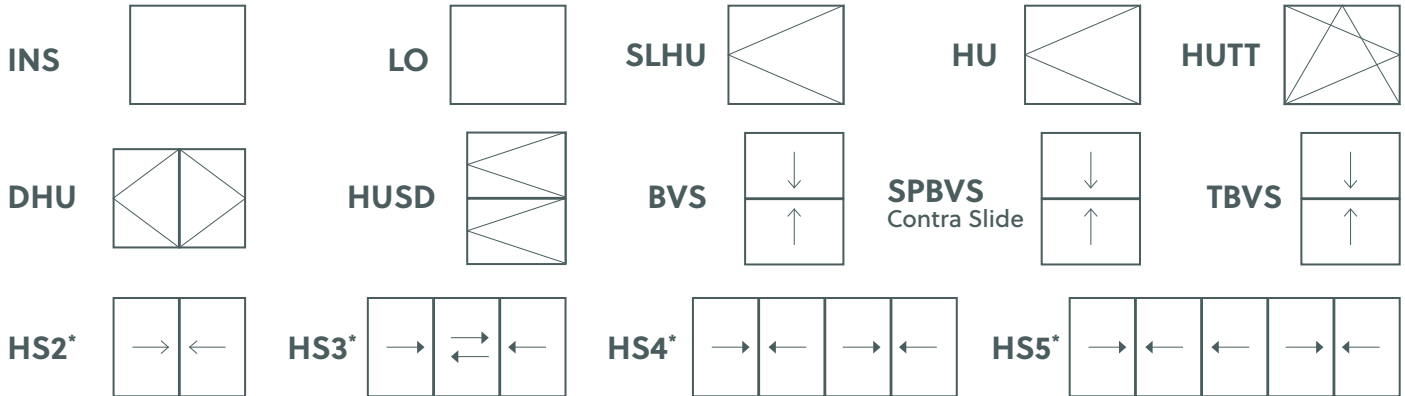 INS
LO
SLHU
HU
HUTT
DHU
HUSD
BVS
SPBVS
Contra Slide
TBVS
HS2*
HS3*
HS4*
HS5*